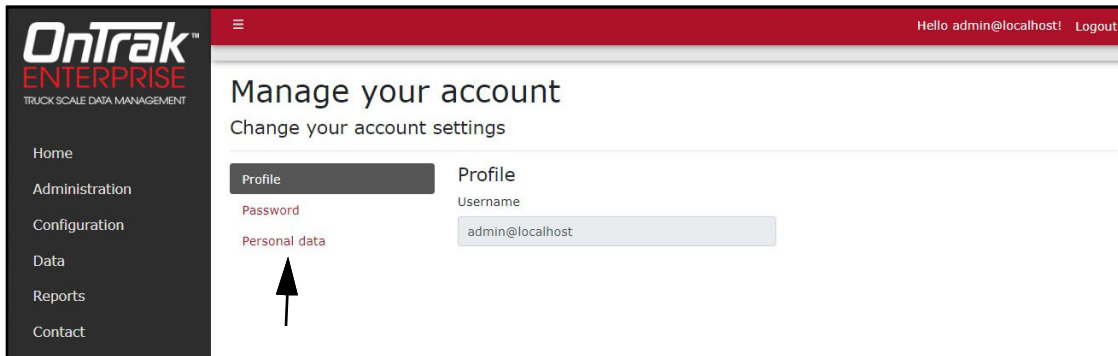 OnTrak™
ENTERPRISE
TRUCK SCALE DATA MANAGEMENT
Home
Administration
Configuration
Data
Reports
Contact
Hello admin@localhost! Logout
Manage your account
Change your account settings
Profile
Password
Personal data
Profile
Username
admin@localhost